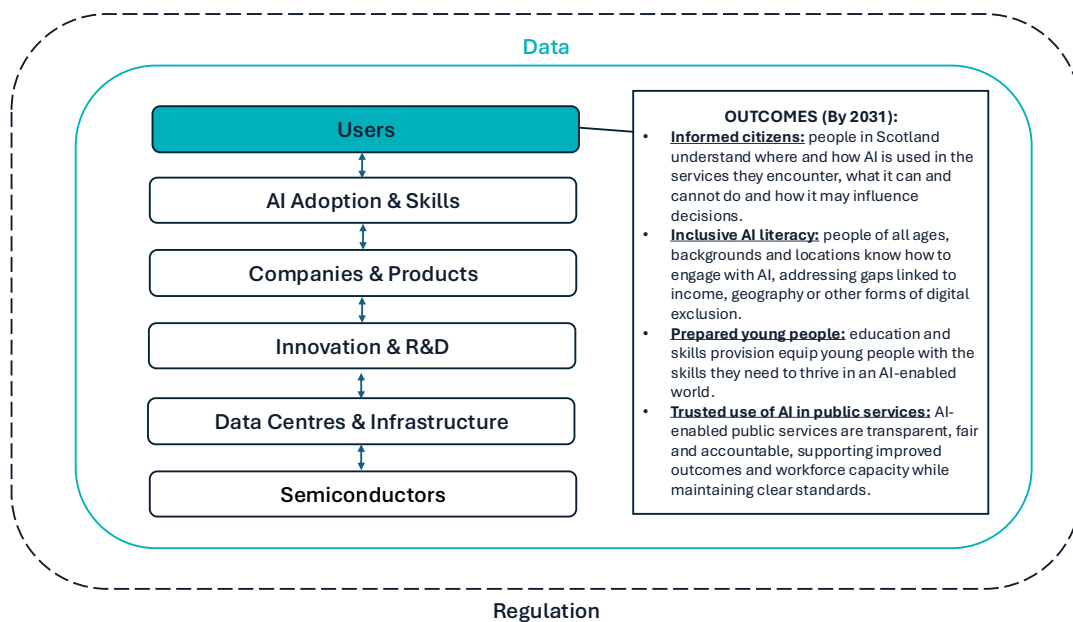 Data
Users
AI Adoption & Skills
Companies & Products
Innovation & R&D
Data Centres & Infrastructure
Semiconductors
OUTCOMES (By 2031):
• Informed citizens: people in Scotland
understand where and how AI is used in the
services they encounter, what it can and
cannot do and how it may influence
decisions.
• Inclusive AI literacy: people of all ages,
backgrounds and locations know how to
engage with AI, addressing gaps linked to
income, geography or other forms of digital
exclusion.
• Prepared young people: education and
skills provision equip young people with the
skills they need to thrive in an AI-enabled
world.
• Trusted use of AI in public services: AI-
enabled public services are transparent, fair
and accountable, supporting improved
outcomes and workforce capacity while
maintaining clear standards.
Regulation